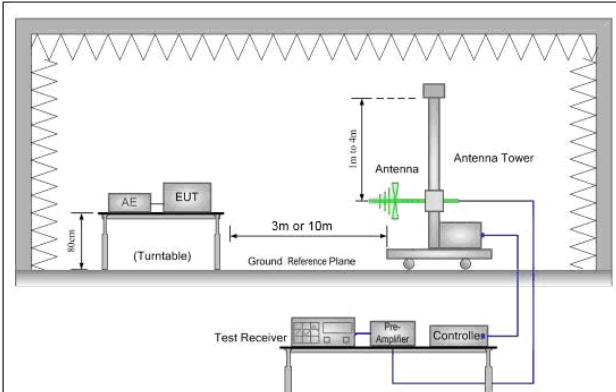 1m to 4m
Antenna
Antenna Tower
AE
EUT
80cm
(Turntable)
3m or 10m
Ground Reference Plane
Test Receiver
Pre-
Amplifier
Controller